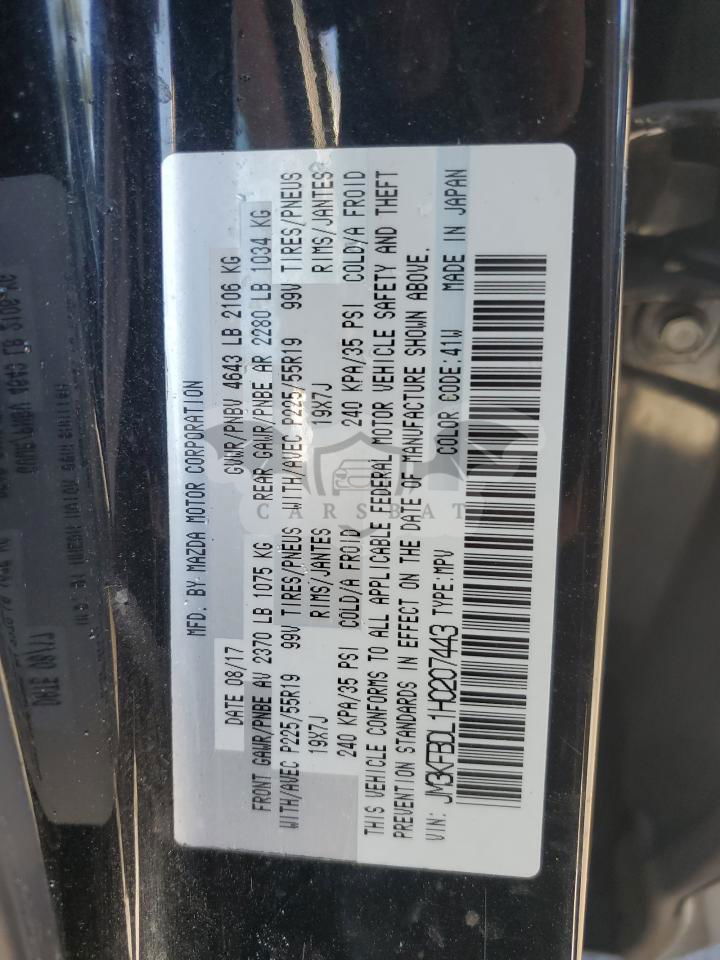 MFD. BY MAZDA MOTOR CORPORATION
DATE 08/17 GVWR/PNBV 4643 LB 2106 KG
FRONT GAWR/PNBE AV 2370 LB 1075 KG REAR GAWR/PNBE AR 2280 LB 1034 KG
WITH/AVEC P225/55R19 99V TIRES/PNEUS WITH/AVEC P225/55R19 99V TIRES/PNEUS
19X7J RIMS/JANTES 19X7J RIMS/JANTES
240 KPA/35 PSI COLD/A FROID 240 KPA/35 PSI COLD/A FROID
THIS VEHICLE CONFORMS TO ALL APPLICABLE FEDERAL MOTOR VEHICLE SAFETY AND THEFT
PREVENTION STANDARDS IN EFFECT ON THE DATE OF MANUFACTURE SHOWN ABOVE.
VIN: JM3KFBDL1H0207443 TYPE:MPV COLOR CODE:41W MADE IN JAPAN
CARSBAT